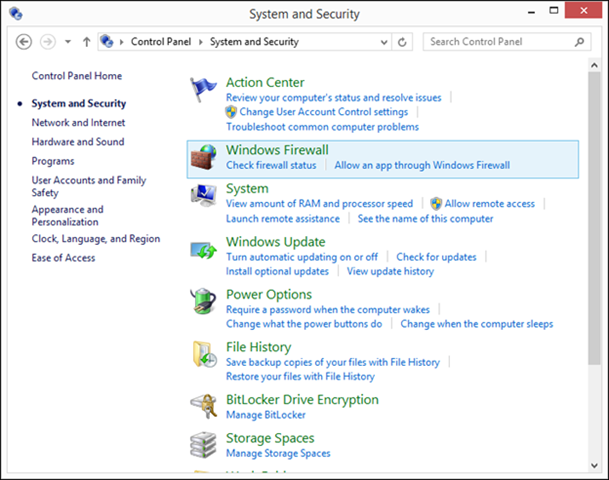 System and Security
Control Panel
System and Security
Search Control Panel
Control Panel Home
System and Security
Network and Internet
Hardware and Sound
Programs
User Accounts and Family
Safety
Appearance and
Personalization
Clock, Language, and Region
Ease of Access
Action Center
Review your computer's status and resolve issues
Change User Account Control settings
Troubleshoot common computer problems
Windows Firewall
Check firewall status Allow an app through Windows Firewall
System
View amount of RAM and processor speed Allow remote access
Launch remote assistance See the name of this computer
Windows Update
Turn automatic updating on or off Check for updates
Install optional updates View update history
Power Options
Require a password when the computer wakes
Change what the power buttons do Change when the computer sleeps
File History
Save backup copies of your files with File History
Restore your files with File History
BitLocker Drive Encryption
Manage BitLocker
Storage Spaces
Manage Storage Spaces